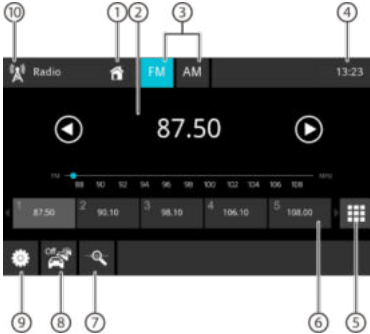 ⑩ ① ② ③ ④
Radio FM AM 13:23
87.50
FM 88 90 92 94 96 98 100 102 104 106 108 MHz
1 87.50 2 90.10 3 98.10 4 106.10 5 108.00
Off
⑨ ⑧ ⑦ ⑥ ⑤